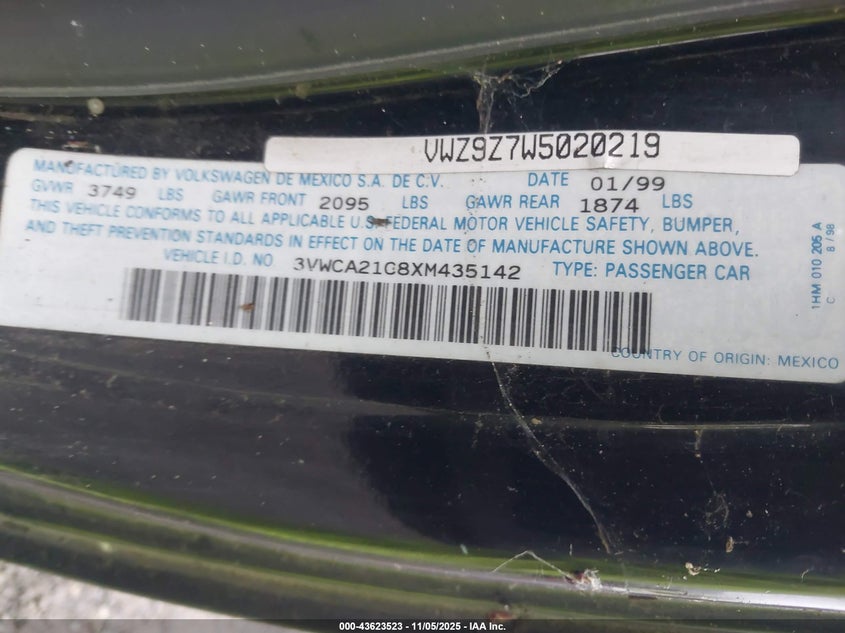 VWZ9Z7W5020219
MANUFACTURED BY VOLKSWAGEN DE MEXICO S.A. DE C.V. DATE 01/99
GVWR 3749 LBS GAWR FRONT 2095 LBS GAWR REAR 1874 LBS
THIS VEHICLE CONFORMS TO ALL APPLICABLE U.S. FEDERAL MOTOR VEHICLE SAFETY, BUMPER,
AND THEFT PREVENTION STANDARDS IN EFFECT ON THE DATE OF MANUFACTURE SHOWN ABOVE.
VEHICLE I.D. NO. 3VWCA21C8XM435142 TYPE: PASSENGER CAR
COUNTRY OF ORIGIN: MEXICO
1HM 010 205 A
C 8/98
000-43623523 - 11/05/2025 - IAA Inc.